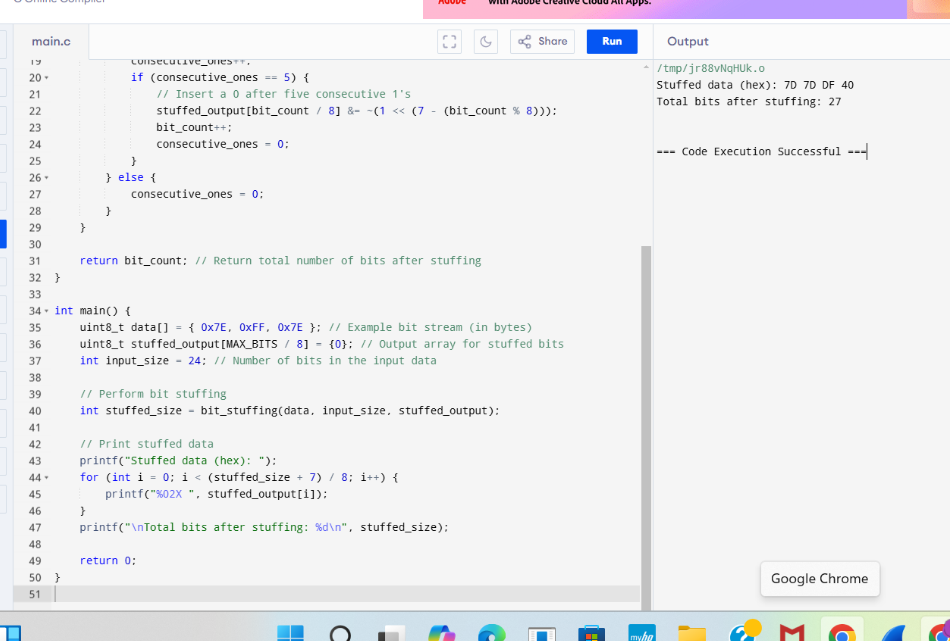 C Online Compiler
Adobe with Adobe Creative Cloud All Apps.
main.c
Share
Run
Output
19 consecutive_ones++;
20 if (consecutive_ones == 5) {
21 // Insert a 0 after five consecutive 1's
22 stuffed_output[bit_count / 8] &= ~(1 << (7 - (bit_count % 8)));
23 bit_count++;
24 consecutive_ones = 0;
25 }
26 } else {
27 consecutive_ones = 0;
28 }
29 }
30
31 return bit_count; // Return total number of bits after stuffing
32 }
33
34 int main() {
35 uint8_t data[] = { 0x7E, 0xFF, 0x7E }; // Example bit stream (in bytes)
36 uint8_t stuffed_output[MAX_BITS / 8] = {0}; // Output array for stuffed bits
37 int input_size = 24; // Number of bits in the input data
38
39 // Perform bit stuffing
40 int stuffed_size = bit_stuffing(data, input_size, stuffed_output);
41
42 // Print stuffed data
43 printf("Stuffed data (hex): ");
44 for (int i = 0; i < (stuffed_size + 7) / 8; i++) {
45 printf("%02X ", stuffed_output[i]);
46 }
47 printf("\nTotal bits after stuffing: %d\n", stuffed_size);
48
49 return 0;
50 }
51
/tmp/jr88vNqHUk.o
Stuffed data (hex): 7D 7D DF 40
Total bits after stuffing: 27
=== Code Execution Successful ===
Google Chrome
myhp